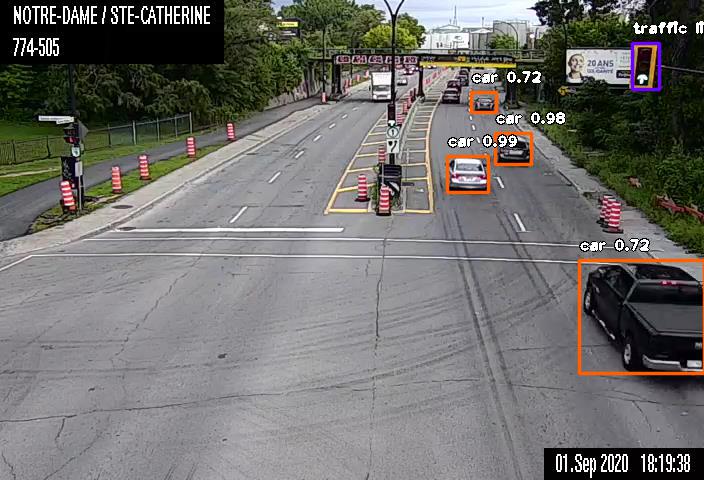 NOTRE-DAME / STE-CATHERINE
774-505
traffic li
car 0.72
20 ANS
car 0.98
car 0.99
car 0.72
01.Sep 2020 18:19:38